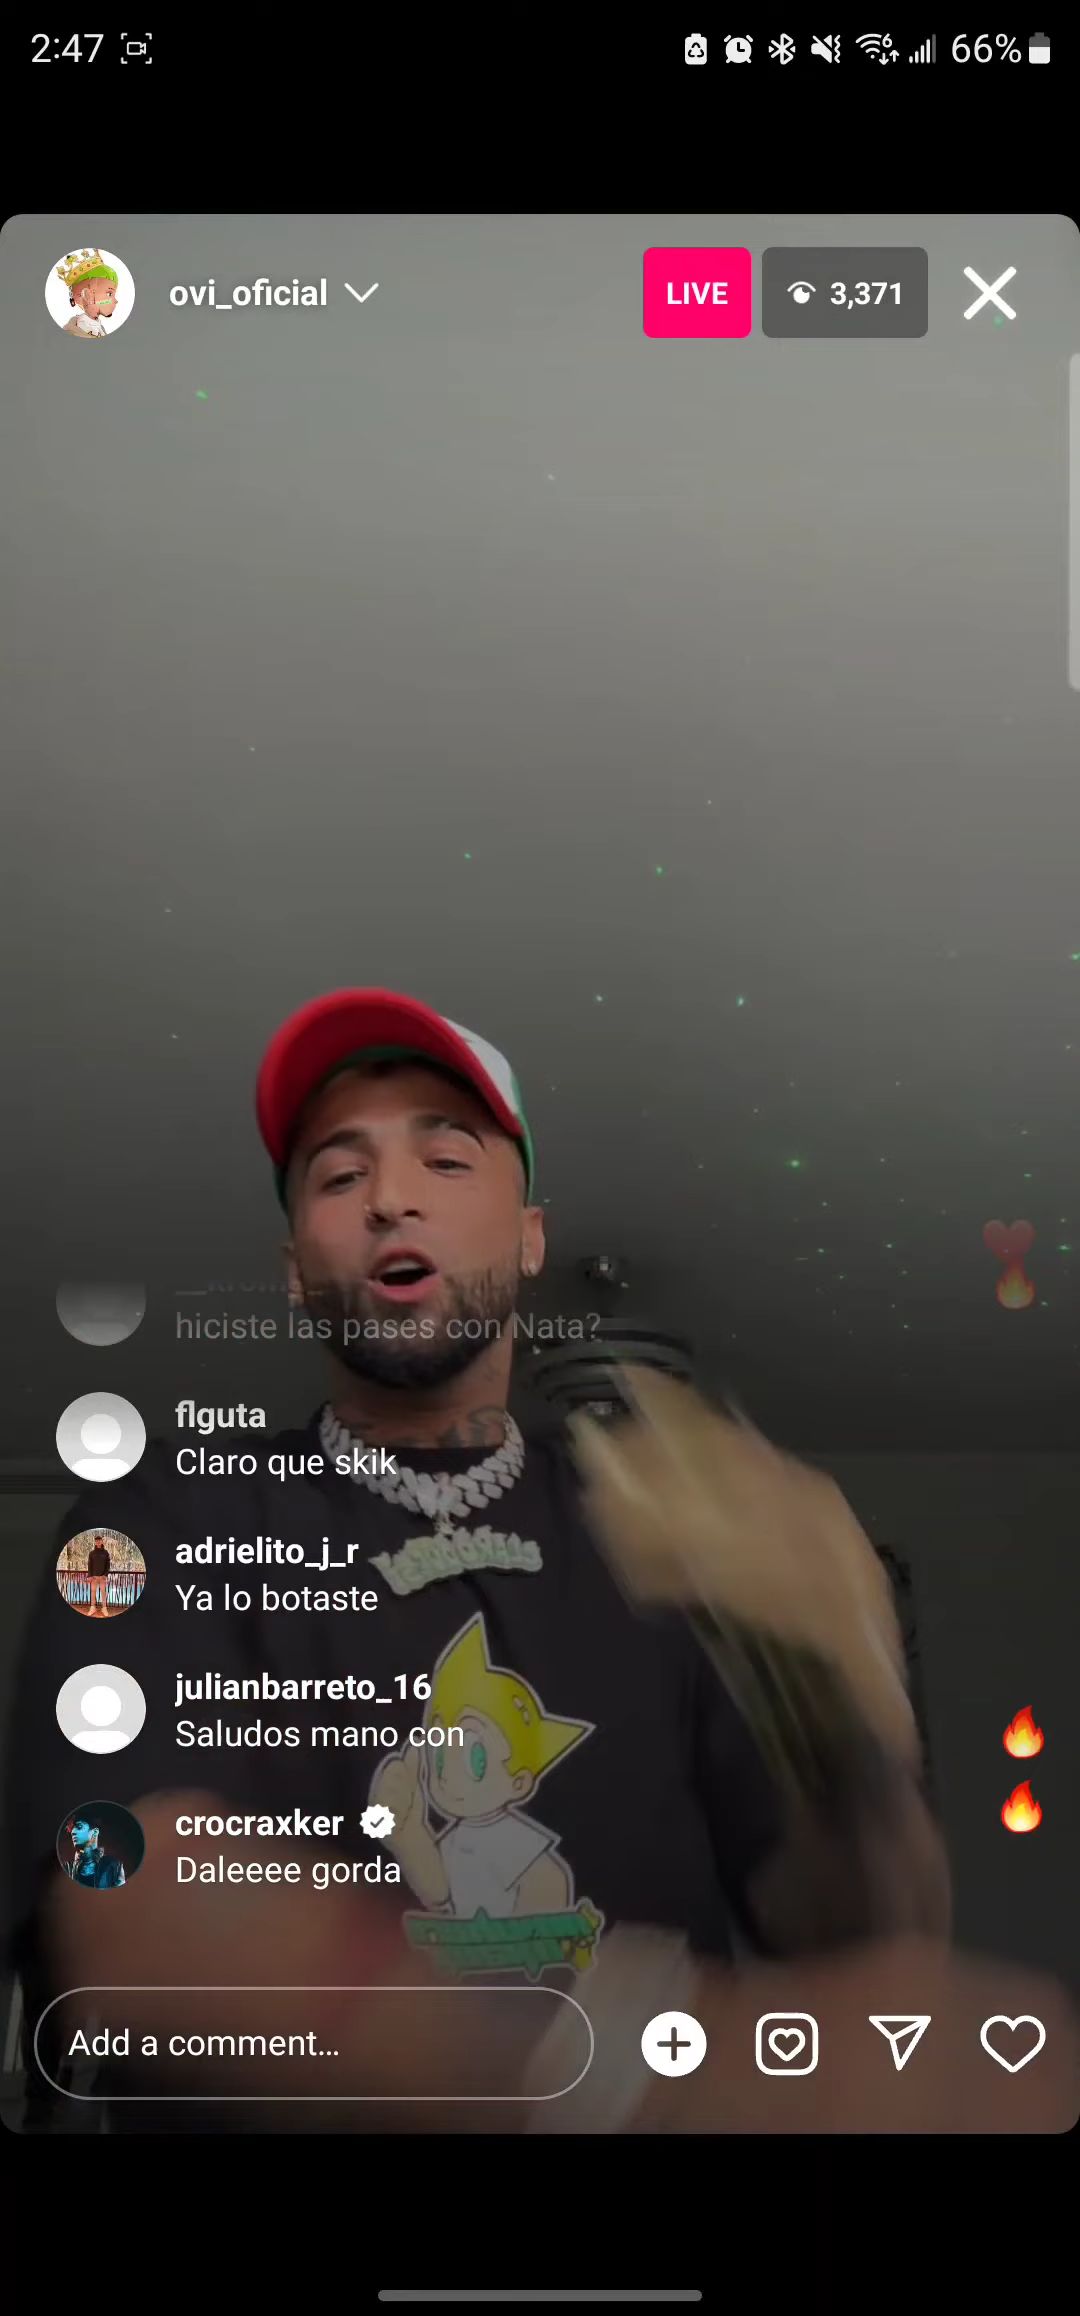 2:47
66%
ovi_oficial
LIVE
3,371
hiciste las pases con Nata?
flguta
Claro que skik
adrielito_j_r
Ya lo botaste
julianbarreto_16
Saludos mano con
crocraxker
Daleeee gorda
Add a comment...